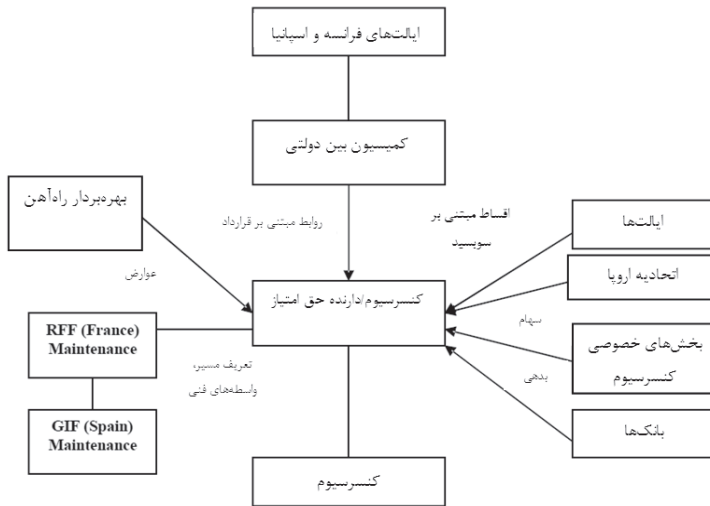 ایالت‌های فرانسه و اسپانیا
کمیسیون بین دولتی
بهره‌بردار راه‌آهن
روابط مبتنی بر قرارداد
اقساط مبتنی بر
سوبسید
ایالت‌ها
اتحادیه اروپا
عوارض
کنسرسیوم/دارنده حق امتیاز
سهام
بخش‌های خصوصی
کنسرسیوم
RFF (France)
Maintenance
تعریف مسیر،
واسطه‌های فنی
بدهی
بانک‌ها
GIF (Spain)
Maintenance
کنسرسیوم